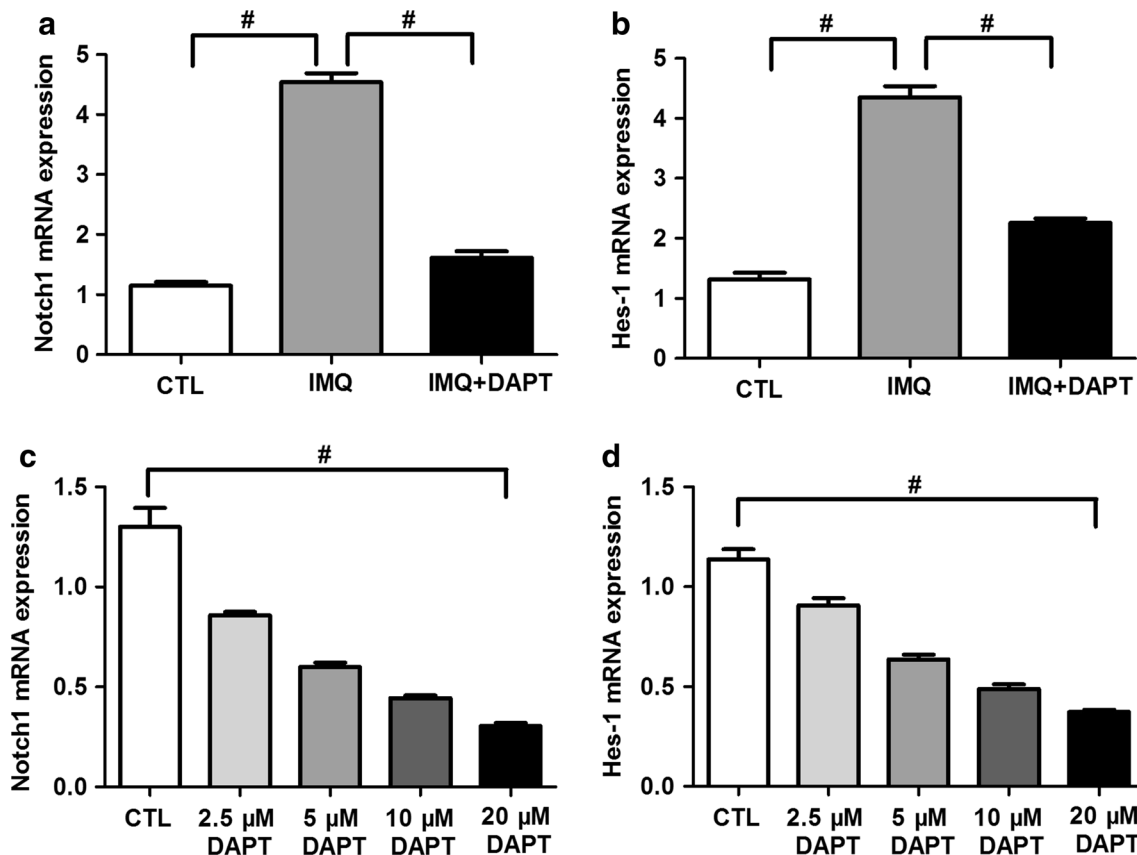 a
# #
Notch1 mRNA expression
5
4
3
2
1
0
CTL IMQ IMQ+DAPT
b
# #
Hes-1 mRNA expression
5
4
3
2
1
0
CTL IMQ IMQ+DAPT
c
#
Notch1 mRNA expression
1.5
1.0
0.5
0.0
CTL 2.5 µM 5 µM 10 µM 20 µM
DAPT DAPT DAPT DAPT
d
#
Hes-1 mRNA expression
1.5
1.0
0.5
0.0
CTL 2.5 µM 5 µM 10 µM 20 µM
DAPT DAPT DAPT DAPT